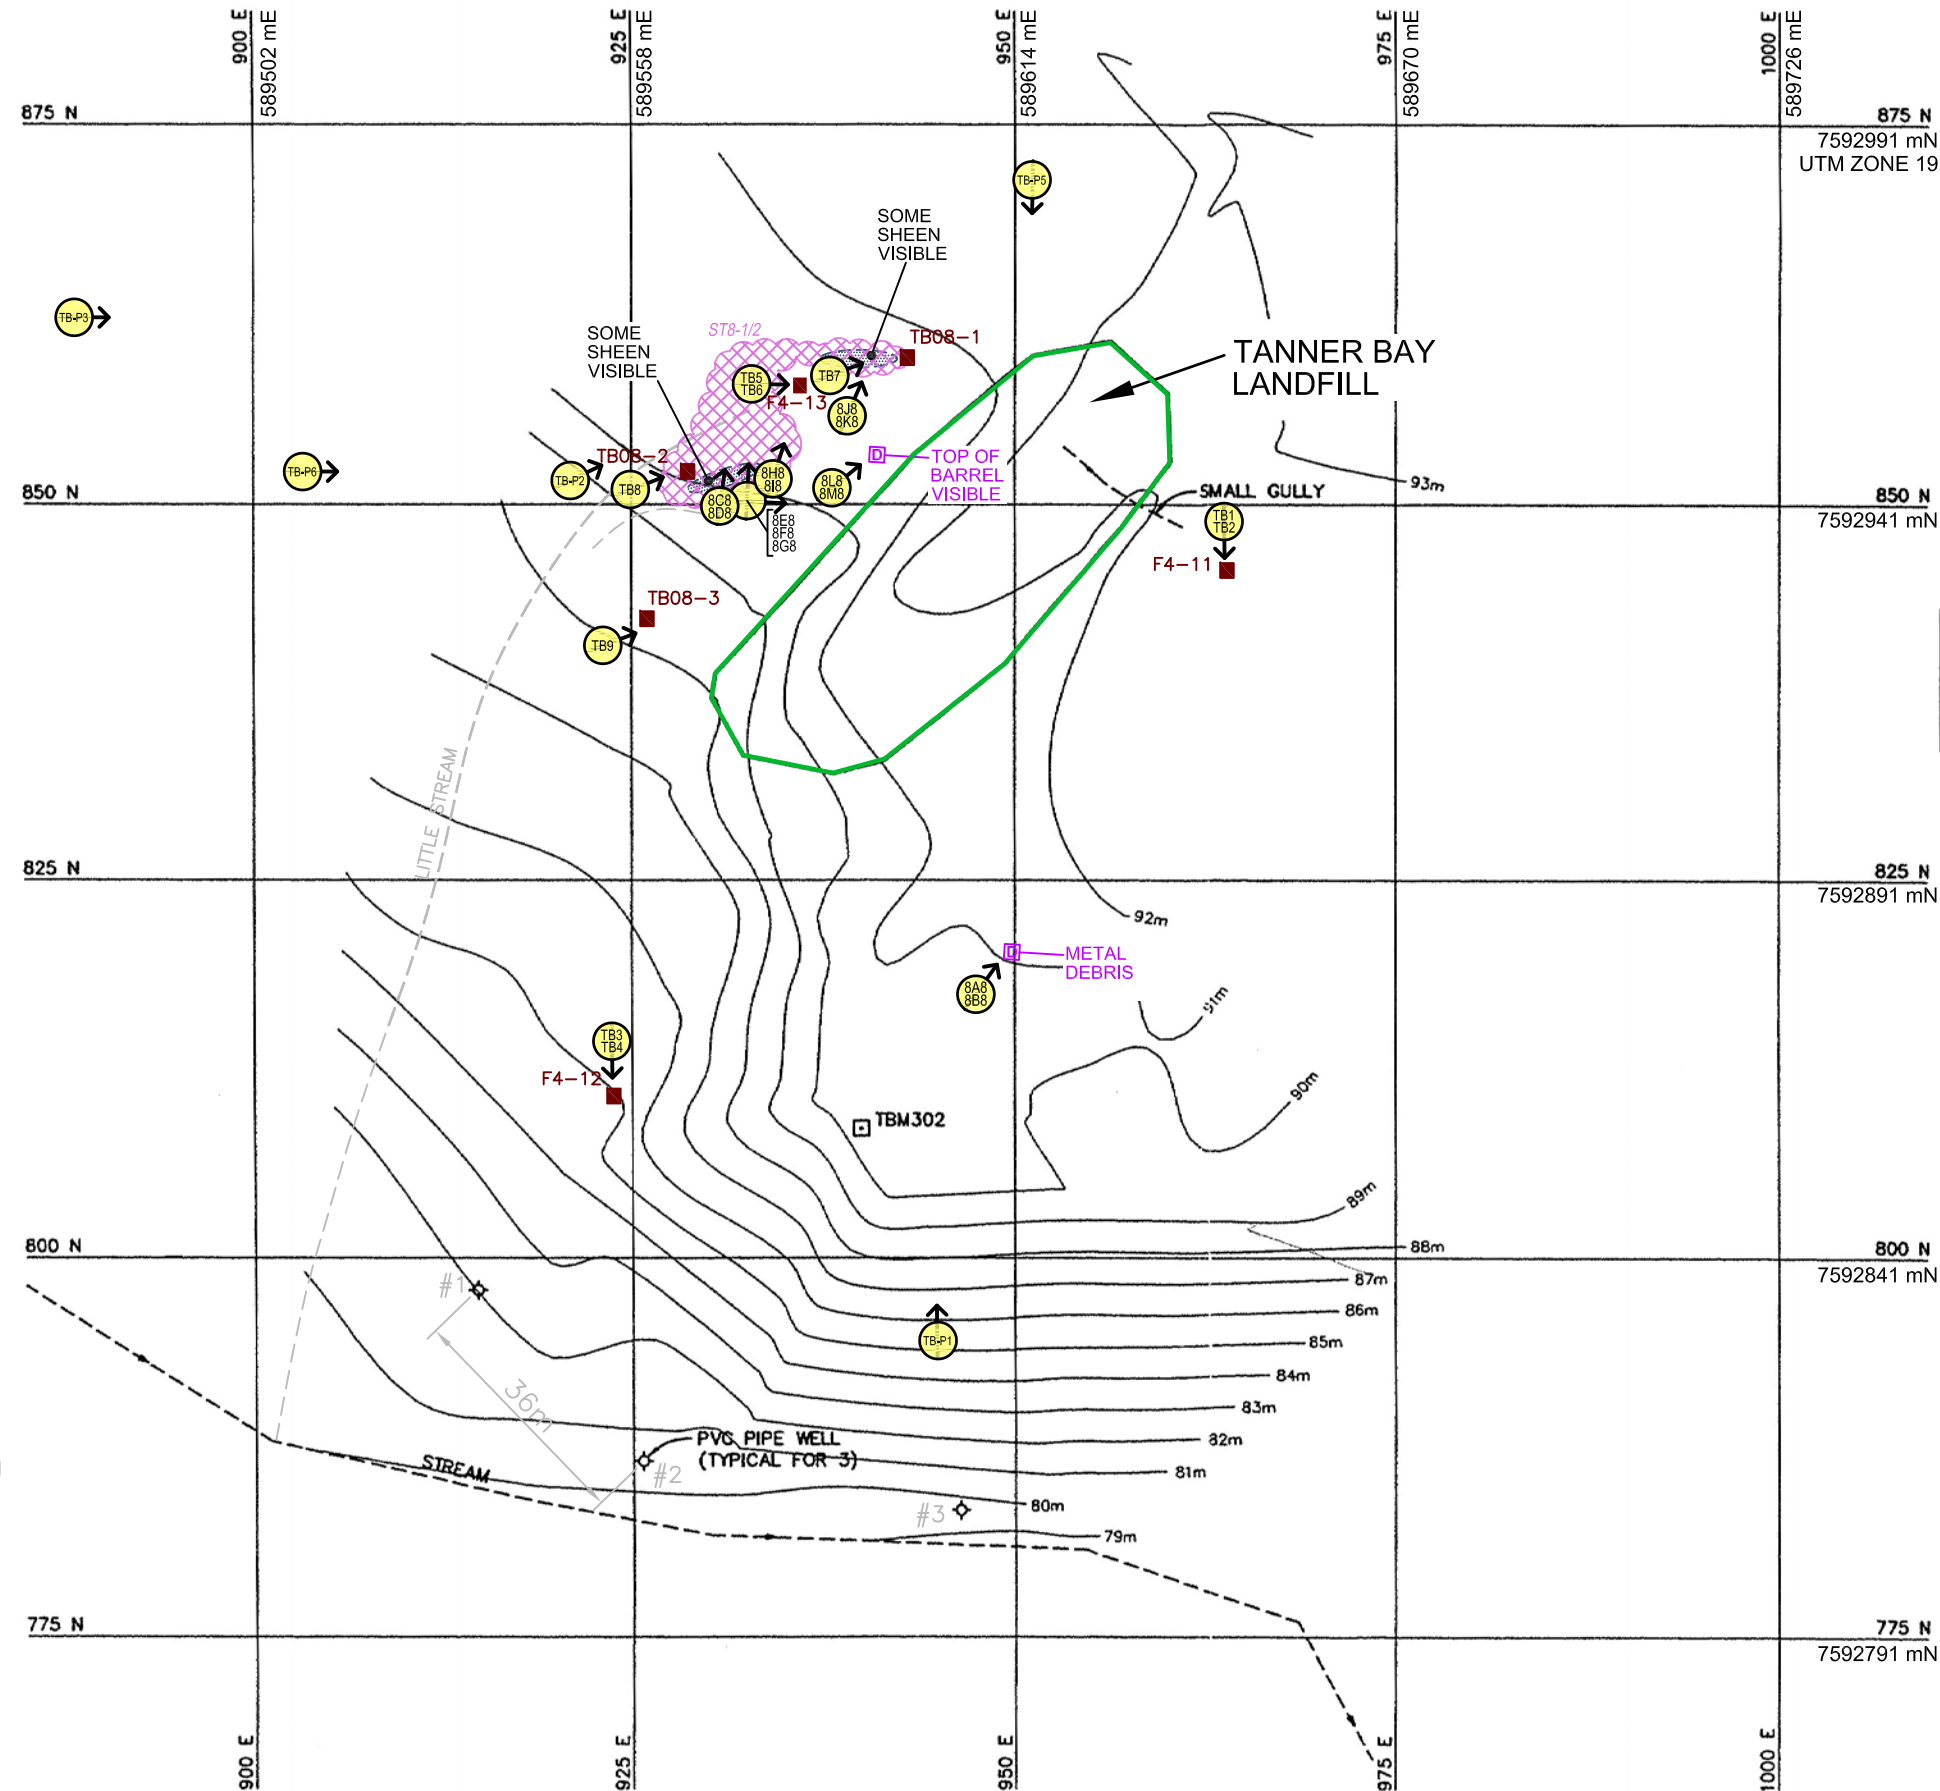 900 E
589502 mE
925 E
589558 mE
950 E
589614 mE
975 E
589670 mE
1000 E
589726 mE
875 N
875 N
7592991 mN
UTM ZONE 19
TB-P5
SOME
SHEEN
VISIBLE
TB-P3
ST8-1/2
SOME
SHEEN
VISIBLE
TB08-1
TANNER BAY
LANDFILL
TB5
TB6
TB7
F4-13
8J8
8K8
TB08-2
D
TOP OF
BARREL
VISIBLE
TB-P6
TB-P2
TB8
8H8
8I8
8L8
8M8
93m
850 N
SMALL GULLY
850 N
7592941 mN
8C8
8D8
8E8
8F8
8G8
TB1
TB2
F4-11
TB08-3
TB9
LITTLE STREAM
825 N
825 N
7592891 mN
92m
D
METAL
DEBRIS
8A8
8B8
91m
TB3
TB4
F4-12
90m
TBM302
89m
800 N
88m
800 N
7592841 mN
87m
#1
86m
TB-P1
85m
84m
36m
83m
PVC PIPE WELL
(TYPICAL FOR 3)
82m
STREAM
#2
81m
80m
#3
79m
775 N
775 N
7592791 mN
900 E
925 E
950 E
975 E
1000 E